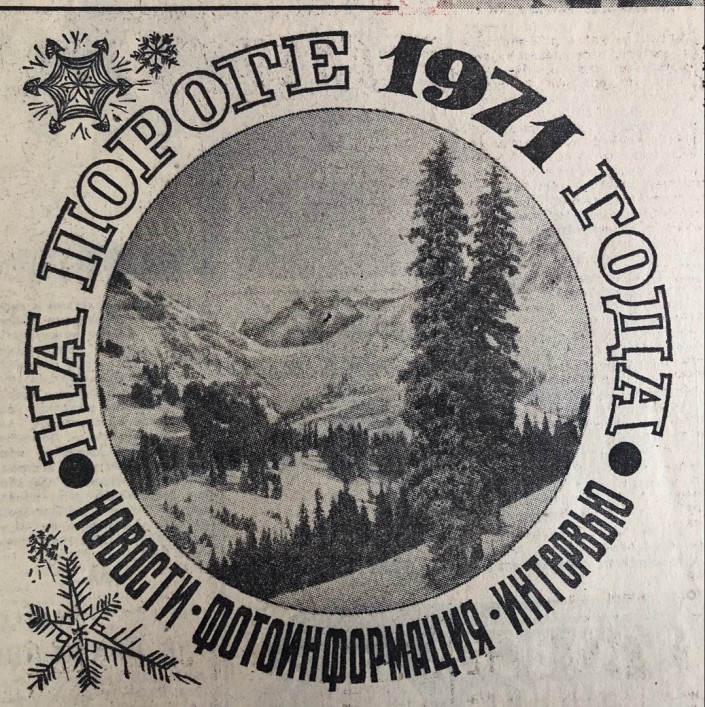 НА ПОРОГЕ 1971 ГОДА
НОВОСТИ · ФОТОИНФОРМАЦИЯ · ИНТЕРВЬЮ